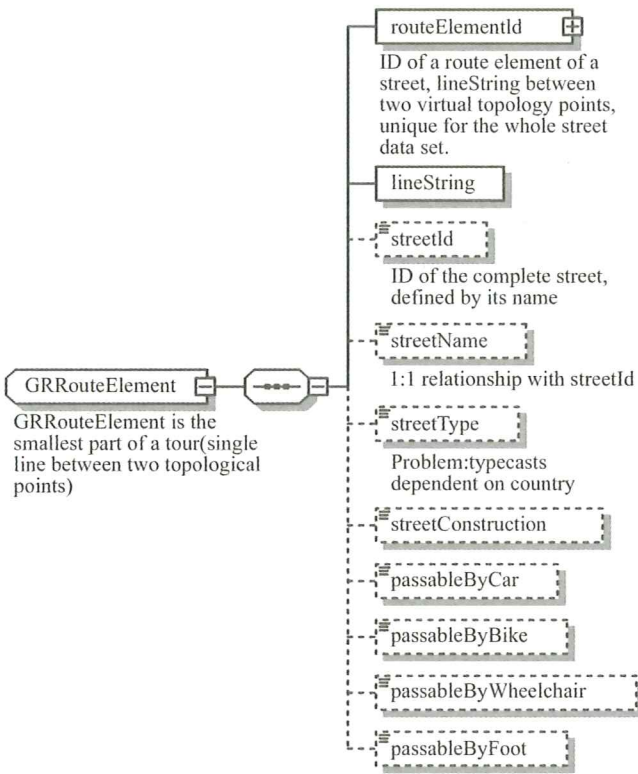 routeElementId
ID of a route element of a
street, lineString between
two virtual topology points,
unique for the whole street
data set.
lineString
streetId
ID of the complete street,
defined by its name
streetName
1:1 relationship with streetId
GRRouteElement
GRRouteElement is the
smallest part of a tour(single
line between two topological
points)
streetType
Problem:typecasts
dependent on country
streetConstruction
passableByCar
passableByBike
passableByWheelchair
passableByFoot